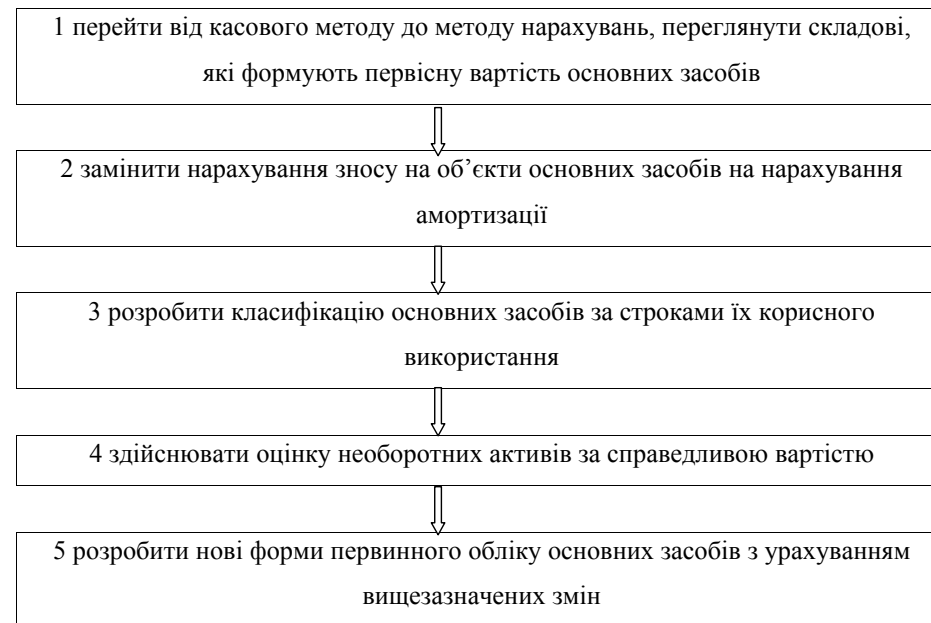 1 перейти від касового методу до методу нарахувань, переглянути складові,
які формують первісну вартість основних засобів
2 замінити нарахування зносу на об’єкти основних засобів на нарахування
амортизації
3 розробити класифікацію основних засобів за строками їх корисного
використання
4 здійснювати оцінку необоротних активів за справедливою вартістю
5 розробити нові форми первинного обліку основних засобів з урахуванням
вищезазначених змін